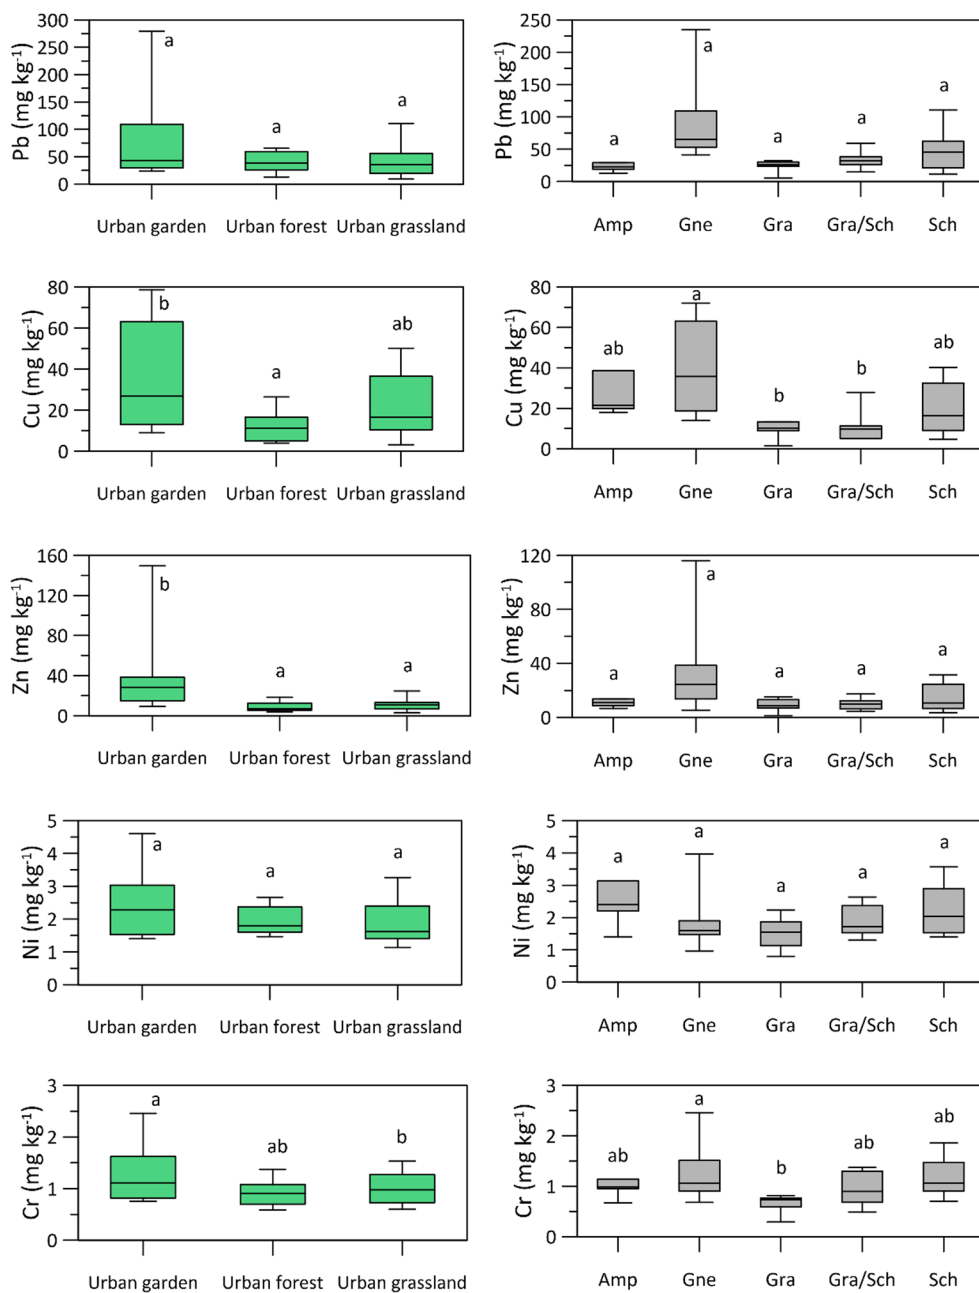 Pb (mg kg-1)
300
250
200
150
100
50
0
a
a
a
Urban garden
Urban forest
Urban grassland
Pb (mg kg-1)
250
200
150
100
50
0
a
a
a
a
a
Amp
Gne
Gra
Gra/Sch
Sch
Cu (mg kg-1)
80
60
40
20
0
b
a
ab
Urban garden
Urban forest
Urban grassland
Cu (mg kg-1)
80
60
40
20
0
ab
a
b
b
ab
Amp
Gne
Gra
Gra/Sch
Sch
Zn (mg kg-1)
160
120
80
40
0
b
a
a
Urban garden
Urban forest
Urban grassland
Zn (mg kg-1)
120
80
40
0
a
a
a
a
a
Amp
Gne
Gra
Gra/Sch
Sch
Ni (mg kg-1)
5
4
3
2
1
0
a
a
a
Urban garden
Urban forest
Urban grassland
Ni (mg kg-1)
5
4
3
2
1
0
a
a
a
a
a
Amp
Gne
Gra
Gra/Sch
Sch
Cr (mg kg-1)
3
2
1
0
a
ab
b
Urban garden
Urban forest
Urban grassland
Cr (mg kg-1)
3
2
1
0
ab
a
b
ab
ab
Amp
Gne
Gra
Gra/Sch
Sch